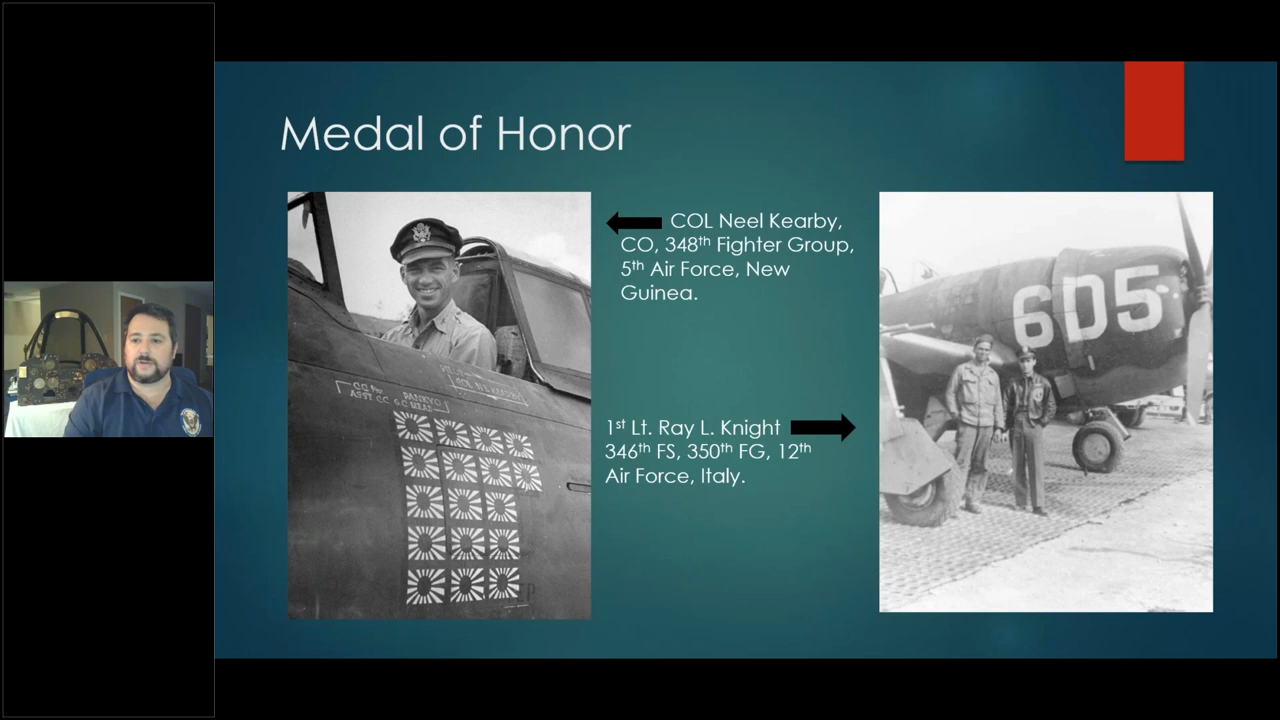 Medal of Honor
COL Neel Kearby,
CO, 348th Fighter Group,
5th Air Force, New
Guinea.
1st Lt. Ray L. Knight
346th FS, 350th FG, 12th
Air Force, Italy.
6D5